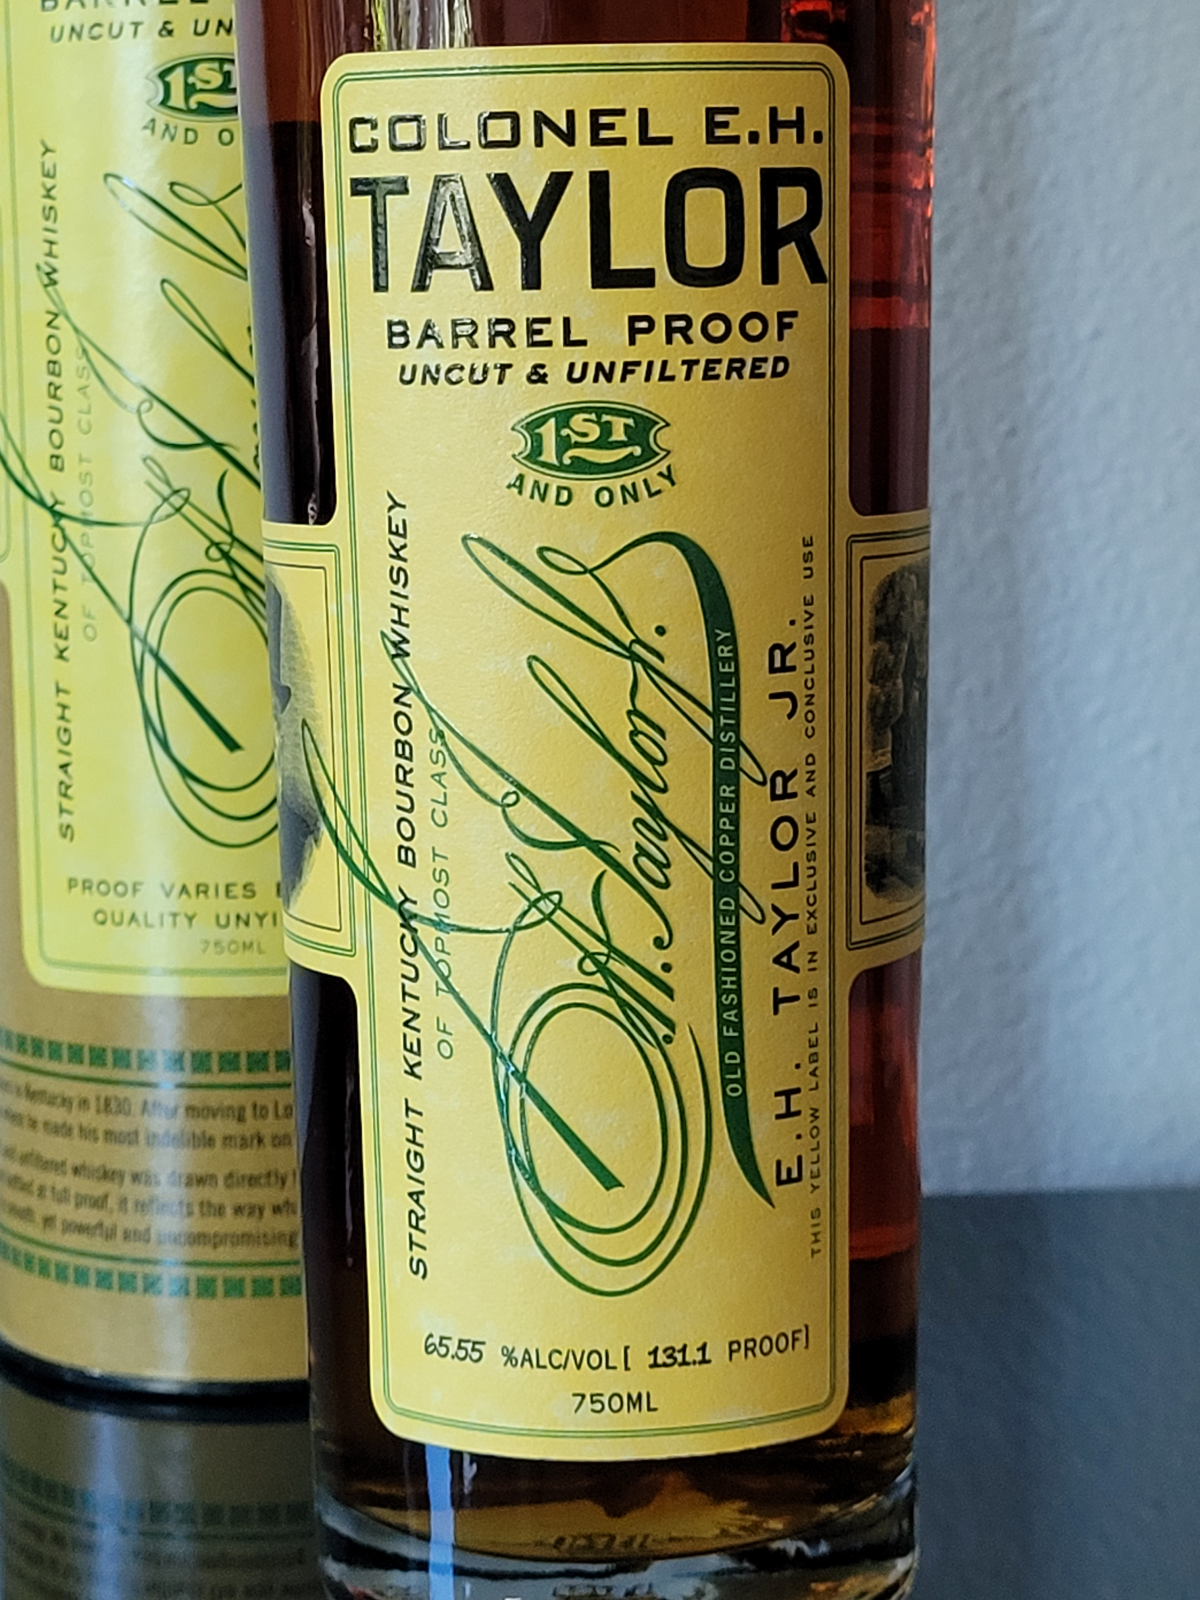 BARREL
UNCUT & UN
1ST
AND O
STRAIGHT KENTUCKY BOURBON WHISKEY
OF TOPMOST CLASS
PROOF VARIES
QUALITY UNYI
750ML
in Kentucky in 1830. After moving to Lo
he made his most indelible mark on
and unfiltered whiskey was drawn directly
at full proof, it reflects the way wh
yet powerful and uncompromising
COLONEL E.H.
TAYLOR
BARREL PROOF
UNCUT & UNFILTERED
1ST
AND ONLY
STRAIGHT KENTUCKY BOURBON WHISKEY
OF TOPMOST CLASS
E.H. Taylor Jr.
OLD FASHIONED COPPER DISTILLERY
E.H. TAYLOR JR.
THIS YELLOW LABEL IS IN EXCLUSIVE AND CONCLUSIVE USE
65.55 %ALC/VOL [ 131.1 PROOF]
750ML